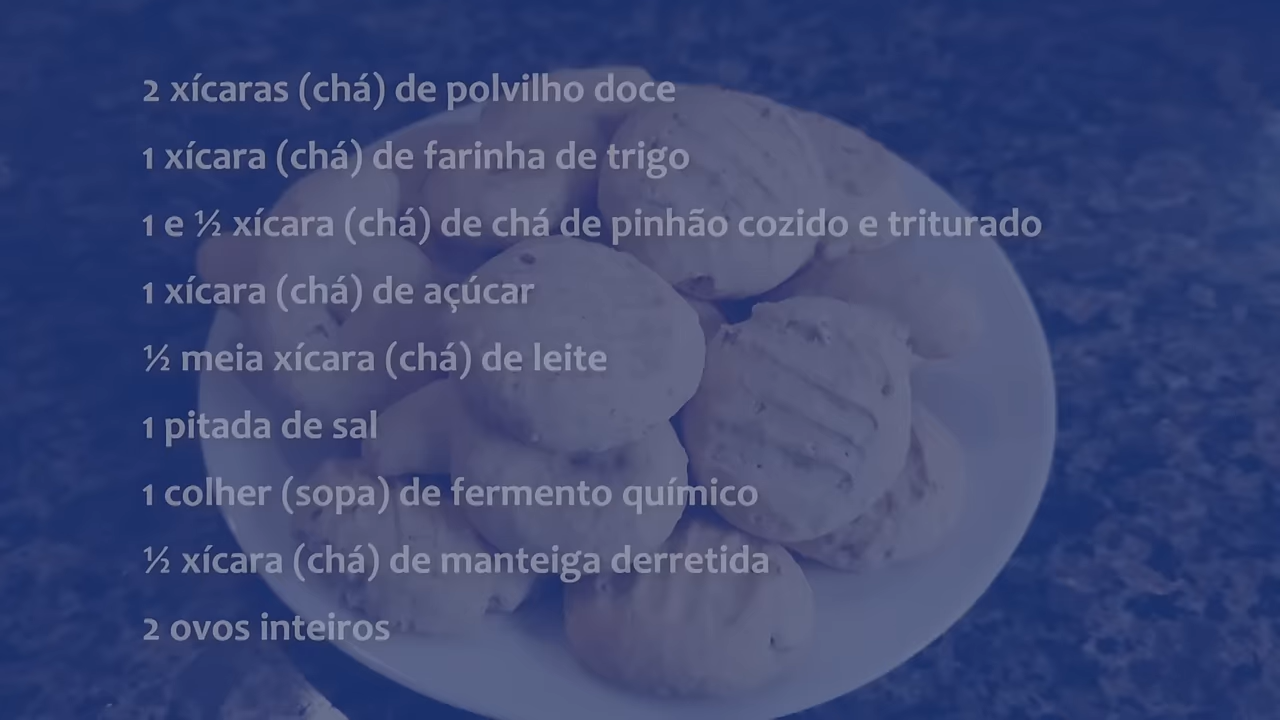 2 xícaras (chá) de polvilho doce
1 xícara (chá) de farinha de trigo
1 e ½ xícara (chá) de chá de pinhão cozido e triturado
1 xícara (chá) de açúcar
½ meia xícara (chá) de leite
1 pitada de sal
1 colher (sopa) de fermento químico
½ xícara (chá) de manteiga derretida
2 ovos inteiros